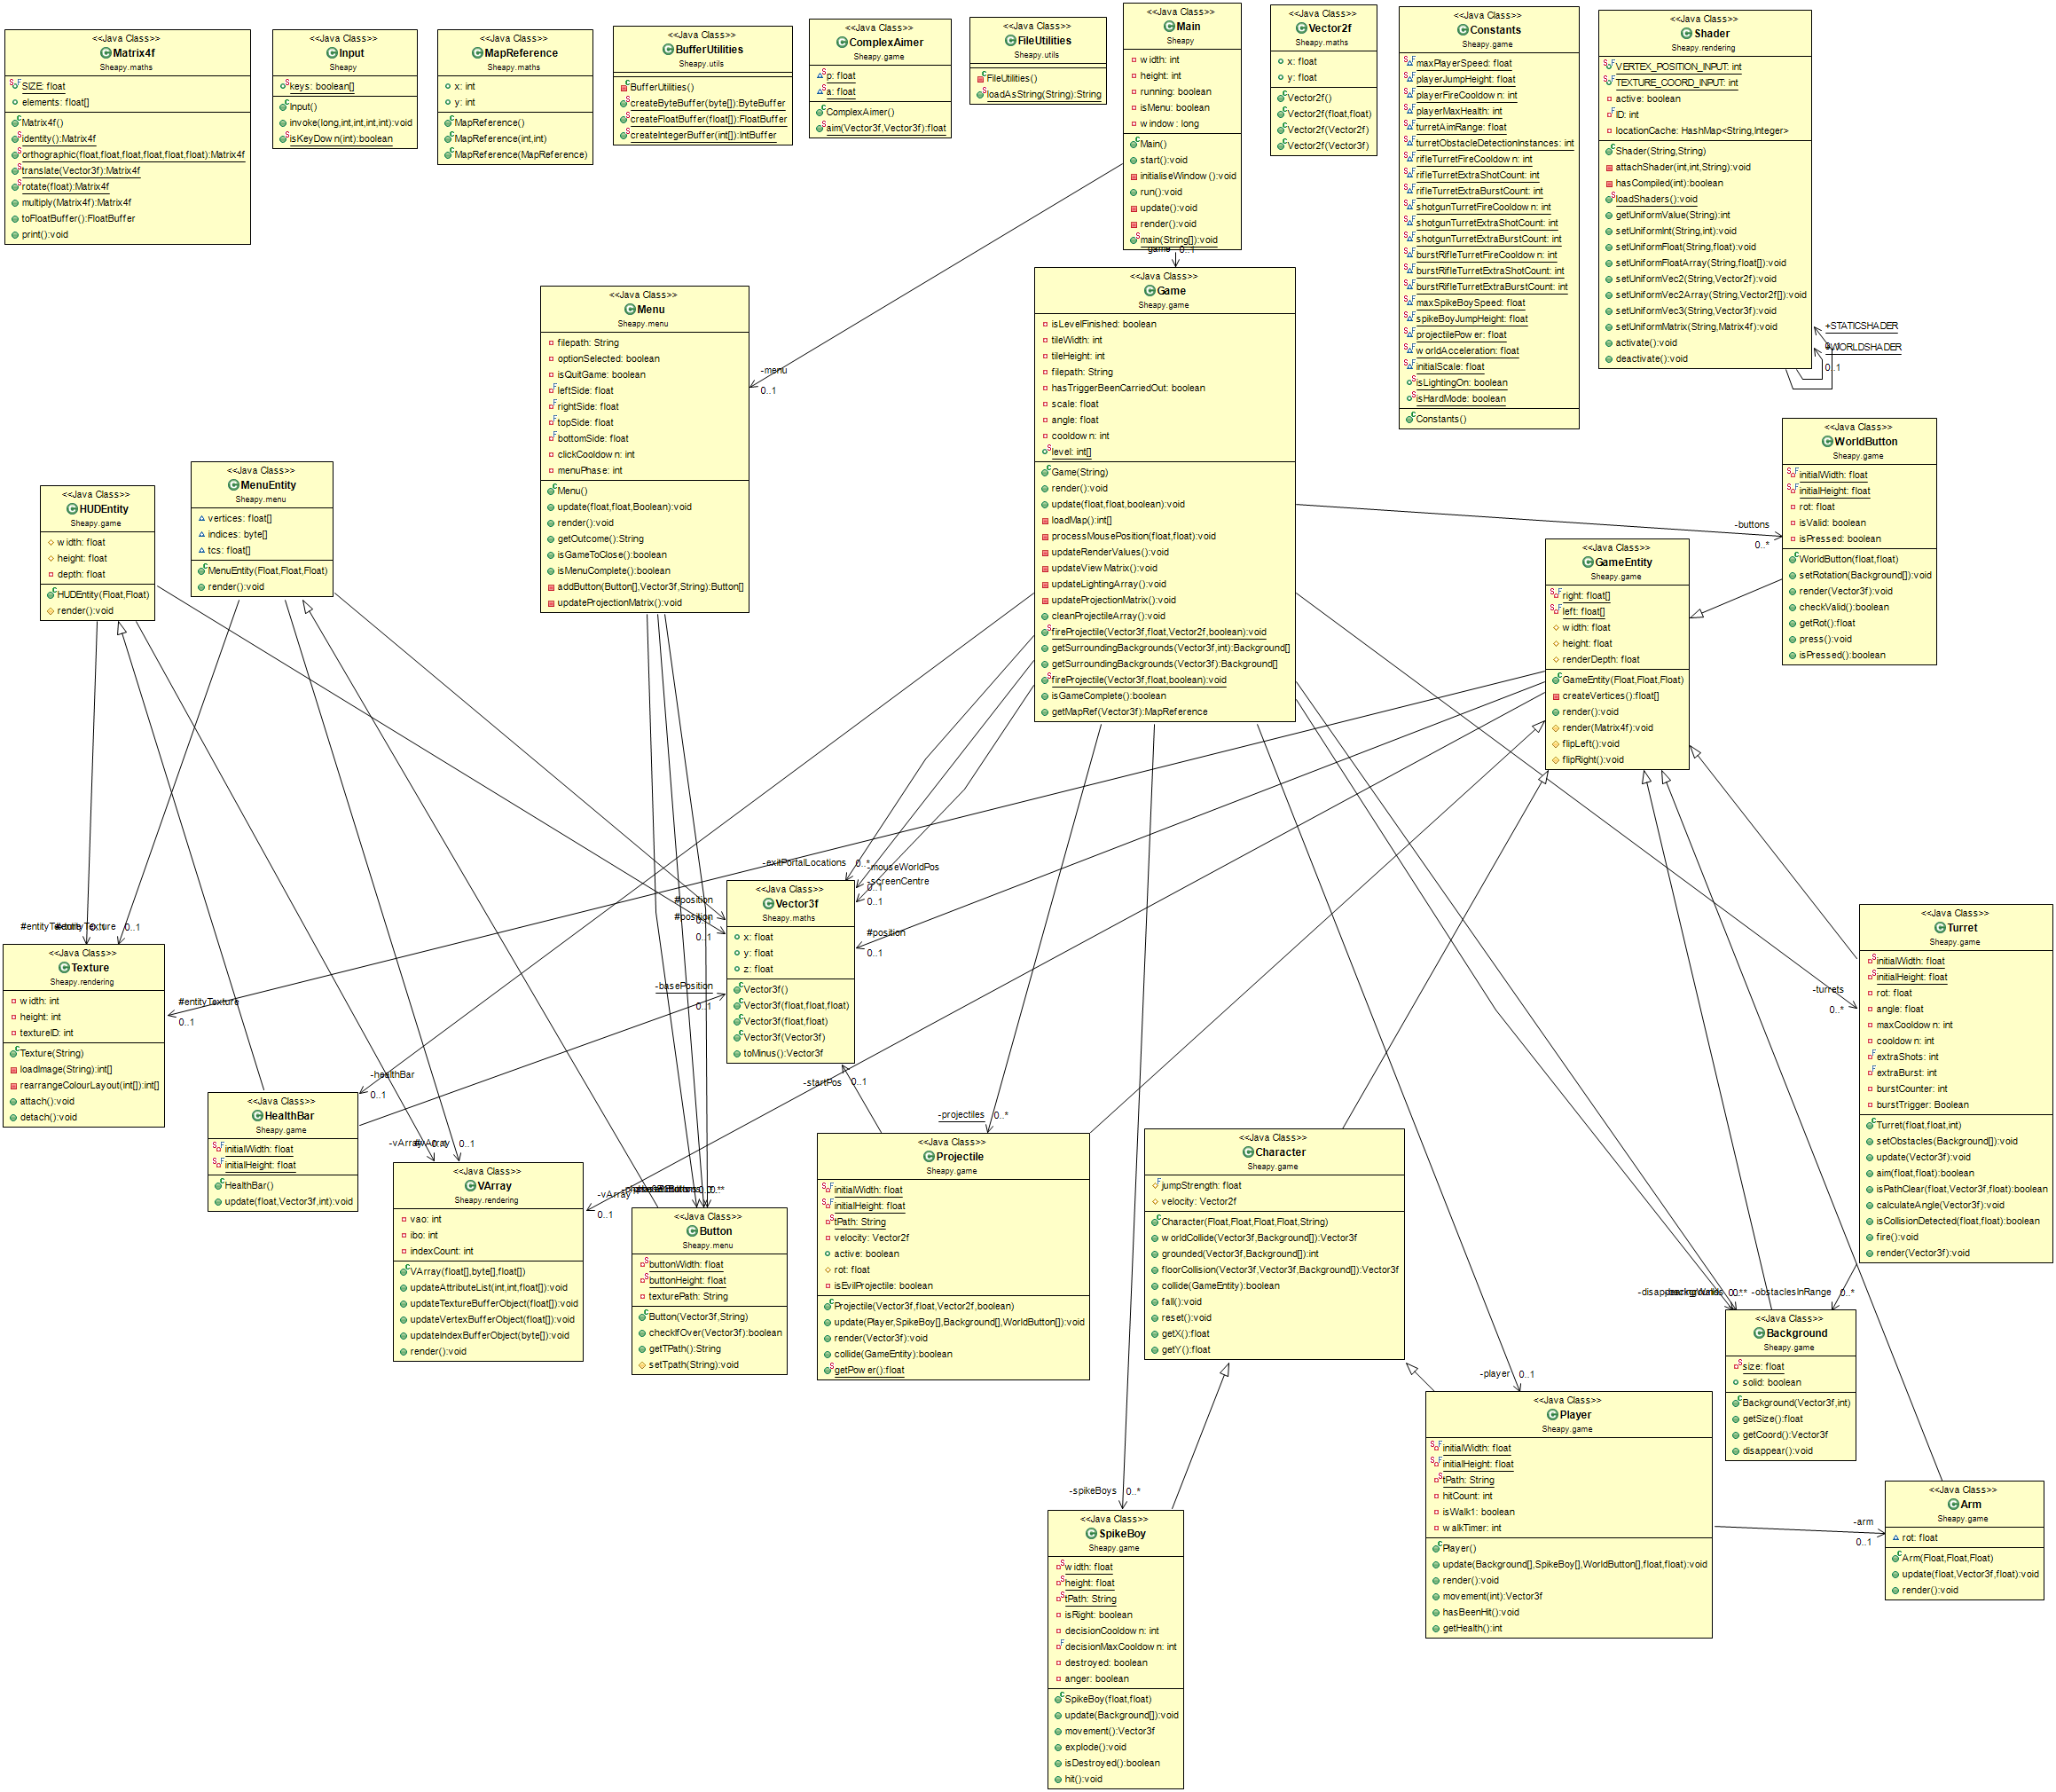 <<Java Class>>
Matrix4f
Sheapy.maths
SIZE: float
elements: float[]
Matrix4f()
identity():Matrix4f
orthographic(float,float,float,float,float,float):Matrix4f
translate(Vector3f):Matrix4f
rotate(float):Matrix4f
multiply(Matrix4f):Matrix4f
toFloatBuffer():FloatBuffer
print():void
<<Java Class>>
Input
Sheapy
keys: boolean[]
Input()
invoke(long,int,int,int,int):void
isKeyDown(int):boolean
<<Java Class>>
MapReference
Sheapy.maths
x: int
y: int
MapReference()
MapReference(int,int)
MapReference(MapReference)
<<Java Class>>
BufferUtilities
Sheapy.utils
BufferUtilities()
createByteBuffer(byte[]):ByteBuffer
createFloatBuffer(float[]):FloatBuffer
createIntegerBuffer(int[]):IntBuffer
<<Java Class>>
ComplexAimer
Sheapy.game
p: float
a: float
ComplexAimer()
aim(Vector3f,Vector3f):float
<<Java Class>>
FileUtilities
Sheapy.utils
FileUtilities()
loadAsString(String):String
<<Java Class>>
Main
Sheapy
width: int
height: int
running: boolean
isMenu: boolean
window: long
Main()
start():void
initialiseWindow():void
run():void
update():void
render():void
main(String[]):void
<<Java Class>>
Vector2f
Sheapy.maths
x: float
y: float
Vector2f()
Vector2f(float,float)
Vector2f(Vector2f)
Vector2f(Vector3f)
<<Java Class>>
Constants
Sheapy.game
maxPlayerSpeed: float
playerJumpHeight: float
playerFireCooldown: int
playerMaxHealth: int
turretAimRange: float
turretObstacleDetectionInstances: int
rifleTurretFireCooldown: int
rifleTurretExtraShotCount: int
rifleTurretExtraBurstCount: int
shotgunTurretFireCooldown: int
shotgunTurretExtraShotCount: int
shotgunTurretExtraBurstCount: int
burstRifleTurretFireCooldown: int
burstRifleTurretExtraShotCount: int
burstRifleTurretExtraBurstCount: int
maxSpikeBoySpeed: float
spikeBoyJumpHeight: float
projectilePower: float
worldAcceleration: float
initialScale: float
isLightingOn: boolean
isHardMode: boolean
Constants()
<<Java Class>>
Shader
Sheapy.rendering
VERTEX_POSITION_INPUT: int
TEXTURE_COORD_INPUT: int
active: boolean
ID: int
locationCache: HashMap<String,Integer>
Shader(String,String)
attachShader(int,int,String):void
hasCompiled(int):boolean
loadShaders():void
getUniformValue(String):int
setUniformInt(String,int):void
setUniformFloat(String,float):void
setUniformFloatArray(String,float[]):void
setUniformVec2(String,Vector2f):void
setUniformVec2Array(String,Vector2f[]):void
setUniformVec3(String,Vector3f):void
setUniformMatrix(String,Matrix4f):void
activate():void
deactivate():void
+STATICSHADER
WORLDSHADER
0..1
-game 0..1
-menu
0..1
<<Java Class>>
Menu
Sheapy.menu
filepath: String
optionSelected: boolean
isQuitGame: boolean
leftSide: float
rightSide: float
topSide: float
bottomSide: float
clickCooldown: int
menuPhase: int
Menu()
update(float,float,Boolean):void
render():void
getOutcome():String
isGameToClose():boolean
isMenuComplete():boolean
addButton(Button[],Vector3f,String):Button[]
updateProjectionMatrix():void
<<Java Class>>
Game
Sheapy.game
isLevelFinished: boolean
tileWidth: int
tileHeight: int
filepath: String
hasTriggerBeenCarriedOut: boolean
scale: float
angle: float
cooldown: int
level: int[]
Game(String)
render():void
update(float,float,boolean):void
loadMap():int[]
processMousePosition(float,float):void
updateRenderValues():void
updateViewMatrix():void
updateLightingArray():void
updateProjectionMatrix():void
cleanProjectileArray():void
fireProjectile(Vector3f,float,Vector2f,boolean):void
getSurroundingBackgrounds(Vector3f,int):Background[]
getSurroundingBackgrounds(Vector3f):Background[]
fireProjectile(Vector3f,float,boolean):void
isGameComplete():boolean
getMapRef(Vector3f):MapReference
<<Java Class>>
WorldButton
Sheapy.game
initialWidth: float
initialHeight: float
rot: float
isValid: boolean
isPressed: boolean
WorldButton(float,float)
setRotation(Background[]):void
render(Vector3f):void
checkValid():boolean
getRot():float
press():void
isPressed():boolean
-buttons
0..*
<<Java Class>>
HUDEntity
Sheapy.game
width: float
height: float
depth: float
HUDEntity(Float,Float)
render():void
<<Java Class>>
MenuEntity
Sheapy.menu
vertices: float[]
indices: byte[]
tcs: float[]
MenuEntity(Float,Float,Float)
render():void
<<Java Class>>
GameEntity
Sheapy.game
right: float[]
left: float[]
width: float
height: float
renderDepth: float
GameEntity(Float,Float,Float)
createVertices():float[]
render():void
render(Matrix4f):void
flipLeft():void
flipRight():void
-exitPortalLocations 0..*
-mouseWorldPos
-screenCentre
0..1
0..1
#position
#position
0..1
#position
0..1
<<Java Class>>
Vector3f
Sheapy.maths
x: float
y: float
z: float
Vector3f()
Vector3f(float,float,float)
Vector3f(float,float)
Vector3f(Vector3f)
toMinus():Vector3f
-basePosition
0..1
-startPos 0..1
#entityTexture 0..1
<<Java Class>>
Texture
Sheapy.rendering
width: int
height: int
textureID: int
Texture(String)
loadImage(String):int[]
rearrangeColourLayout(int[]):int[]
attach():void
detach():void
#entityTexture
0..1
<<Java Class>>
Turret
Sheapy.game
initialWidth: float
initialHeight: float
rot: float
angle: float
maxCooldown: int
cooldown: int
extraShots: int
extraBurst: int
burstCounter: int
burstTrigger: Boolean
Turret(float,float,int)
setObstacles(Background[]):void
update(Vector3f):void
aim(float,float):boolean
isPathClear(float,Vector3f,float):boolean
calculateAngle(Vector3f):void
isCollisionDetected(float,float):boolean
fire():void
render(Vector3f):void
-turrets
0..*
-healthBar
0..1
<<Java Class>>
HealthBar
Sheapy.game
initialWidth: float
initialHeight: float
HealthBar()
update(float,Vector3f,int):void
-vArray 0..1
<<Java Class>>
VArray
Sheapy.rendering
vao: int
ibo: int
indexCount: int
VArray(float[],byte[],float[])
updateAttributeList(int,int,float[]):void
updateTextureBufferObject(float[]):void
updateVertexBufferObject(float[]):void
updateIndexBufferObject(byte[]):void
render():void
-vArray
0..1
<<Java Class>>
Button
Sheapy.menu
buttonWidth: float
buttonHeight: float
texturePath: String
Button(Vector3f,String)
checkIfOver(Vector3f):boolean
getTPath():String
setTpath(String):void
-projectiles 0..*
<<Java Class>>
Projectile
Sheapy.game
initialWidth: float
initialHeight: float
tPath: String
velocity: Vector2f
active: boolean
rot: float
isEvilProjectile: boolean
Projectile(Vector3f,float,Vector2f,boolean)
update(Player,SpikeBoy[],Background[],WorldButton[]):void
render(Vector3f):void
collide(GameEntity):boolean
getPower():float
<<Java Class>>
Character
Sheapy.game
jumpStrength: float
velocity: Vector2f
Character(Float,Float,Float,Float,String)
worldCollide(Vector3f,Background[]):Vector3f
grounded(Vector3f,Background[]):int
floorCollision(Vector3f,Vector3f,Background[]):Vector3f
collide(GameEntity):boolean
fall():void
reset():void
getX():float
getY():float
-obstaclesInRange 0..*
<<Java Class>>
Background
Sheapy.game
size: float
solid: boolean
Background(Vector3f,int)
getSize():float
getCoord():Vector3f
disappear():void
-player 0..1
<<Java Class>>
Player
Sheapy.game
initialWidth: float
initialHeight: float
tPath: String
hitCount: int
isWalk1: boolean
walkTimer: int
Player()
update(Background[],SpikeBoy[],WorldButton[],float,float):void
render():void
movement(int):Vector3f
hasBeenHit():void
getHealth():int
-arm
0..1
<<Java Class>>
Arm
Sheapy.game
rot: float
Arm(Float,Float,Float)
update(float,Vector3f,float):void
render():void
-spikeBoys 0..*
<<Java Class>>
SpikeBoy
Sheapy.game
width: float
height: float
tPath: String
isRight: boolean
decisionCooldown: int
decisionMaxCooldown: int
destroyed: boolean
anger: boolean
SpikeBoy(float,float)
update(Background[]):void
movement():Vector3f
explode():void
isDestroyed():boolean
hit():void